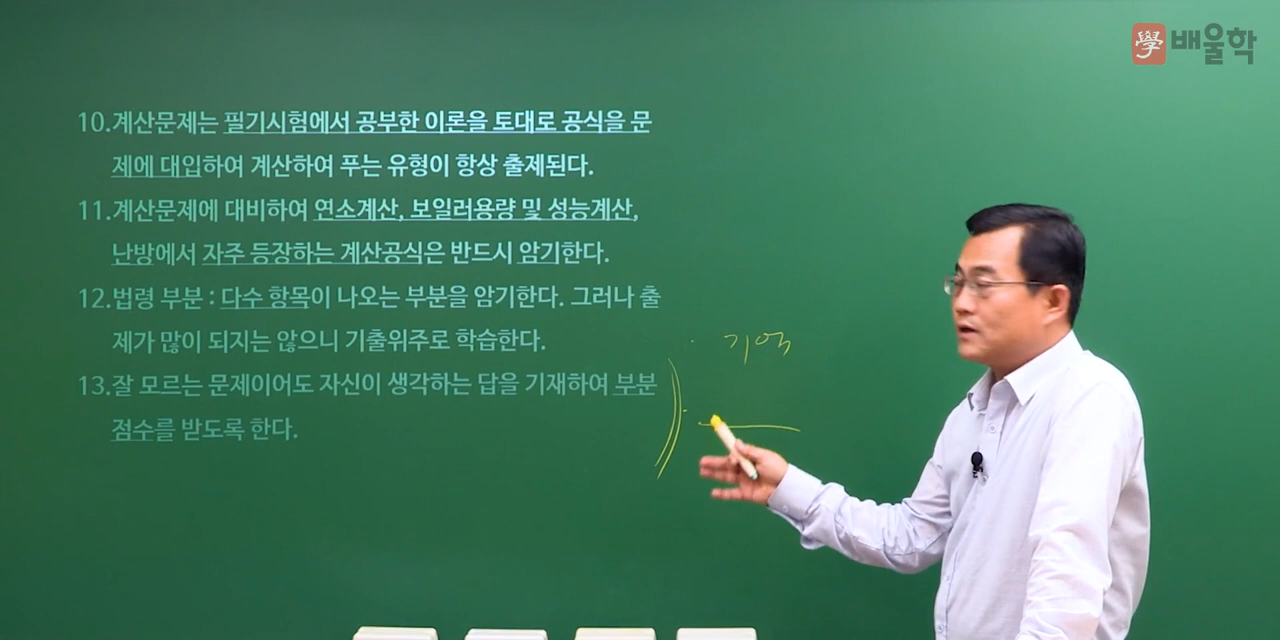 學 배울학
10.계산문제는 필기시험에서 공부한 이론을 토대로 공식을 문
제에 대입하여 계산하여 푸는 유형이 항상 출제된다.
11.계산문제에 대비하여 연소계산, 보일러용량 및 성능계산,
난방에서 자주 등장하는 계산공식은 반드시 암기한다.
12.법령 부분 : 다수 항목이 나오는 부분을 암기한다. 그러나 출
제가 많이 되지는 않으니 기출위주로 학습한다.
기억
13.잘 모르는 문제이어도 자신이 생각하는 답을 기재하여 부분
점수를 받도록 한다.